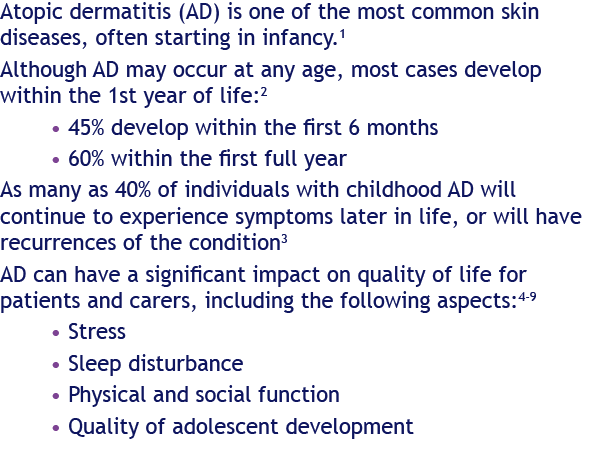 Atopic dermatitis (AD) is one of the most common skin
diseases, often starting in infancy.¹
Although AD may occur at any age, most cases develop
within the 1st year of life:²
• 45% develop within the first 6 months
• 60% within the first full year
As many as 40% of individuals with childhood AD will
continue to experience symptoms later in life, or will have
recurrences of the condition³
AD can have a significant impact on quality of life for
patients and carers, including the following aspects:⁴⁻⁹
• Stress
• Sleep disturbance
• Physical and social function
• Quality of adolescent development